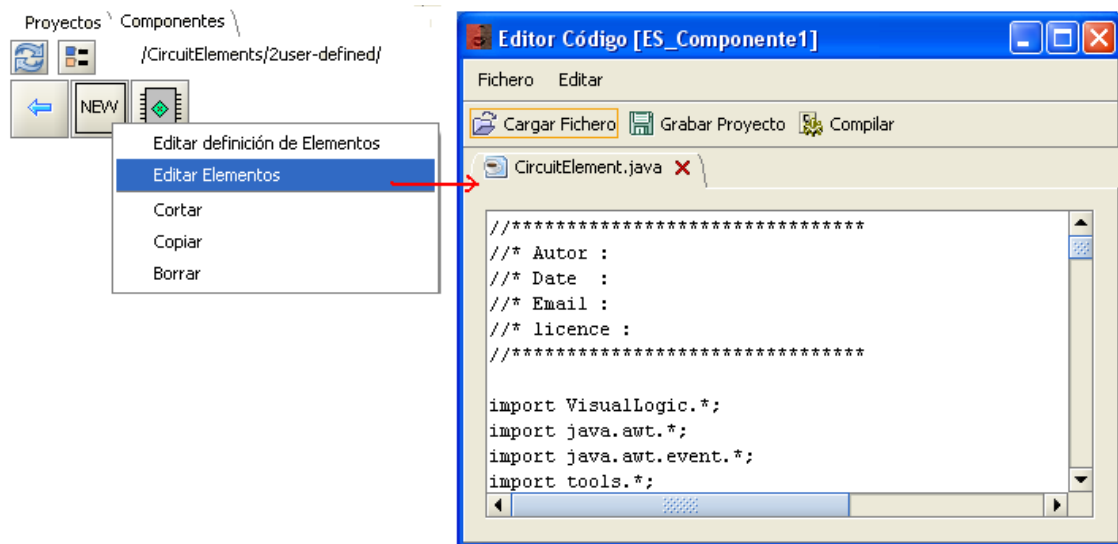 Proyectos Componentes
/CircuitElements/2user-defined/
NEW
Editar definición de Elementos
Editar Elementos
Cortar
Copiar
Borrar
Editor Código [ES_Componente1]
Fichero Editar
Cargar Fichero Grabar Proyecto Compilar
CircuitElement.java
//********************************
//* Autor :
//* Date  :
//* Email :
//* licence :
//********************************
import VisualLogic.*;
import java.awt.*;
import java.awt.event.*;
import tools.*;